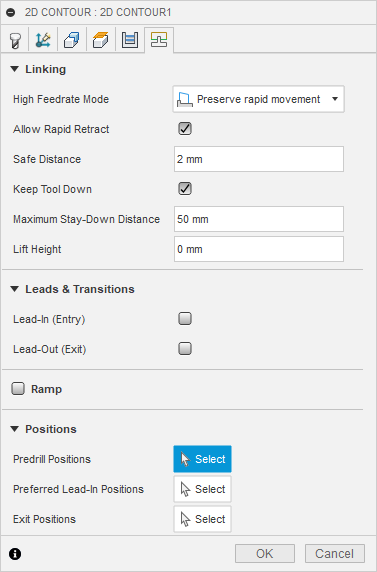 2D CONTOUR : 2D CONTOUR1
Linking
High Feedrate Mode Preserve rapid movement
Allow Rapid Retract
Safe Distance 2 mm
Keep Tool Down
Maximum Stay-Down Distance 50 mm
Lift Height 0 mm
Leads & Transitions
Lead-In (Entry)
Lead-Out (Exit)
Ramp
Positions
Predrill Positions Select
Preferred Lead-In Positions Select
Exit Positions Select
OK Cancel